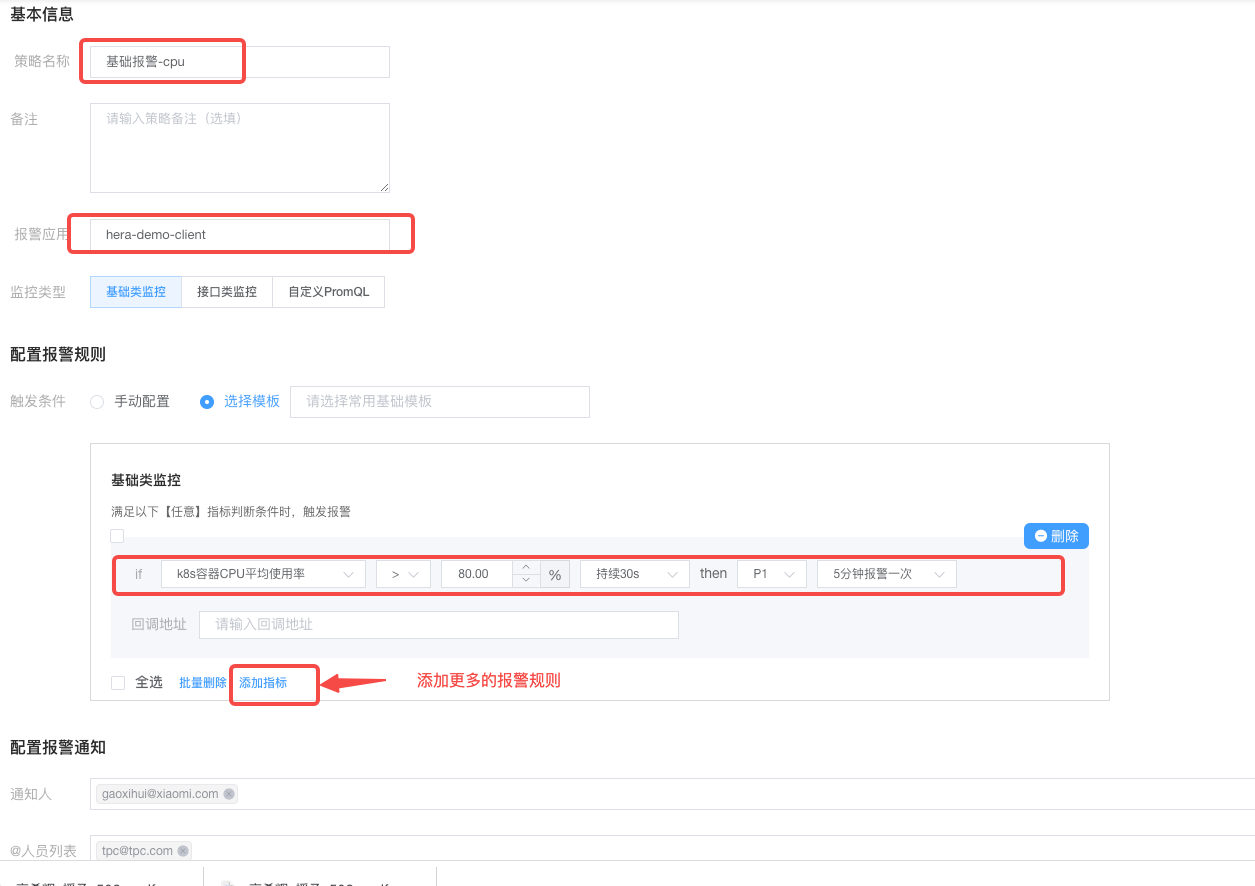 基本信息
策略名称 基础报警-cpu
备注 请输入策略备注（选填）
报警应用 hera-demo-client
监控类型 基础类监控 接口类监控 自定义PromQL
配置报警规则
触发条件 手动配置 选择模板 请选择常用基础模板
基础类监控
满足以下【任意】指标判断条件时，触发报警
删除
if k8s容器CPU平均使用率 > 80.00 % 持续30s then P1 5分钟报警一次
回调地址 请输入回调地址
全选 批量删除 添加指标 添加更多的报警规则
配置报警通知
通知人 gaoxihui@xiaomi.com
@人员列表 tpc@tpc.com